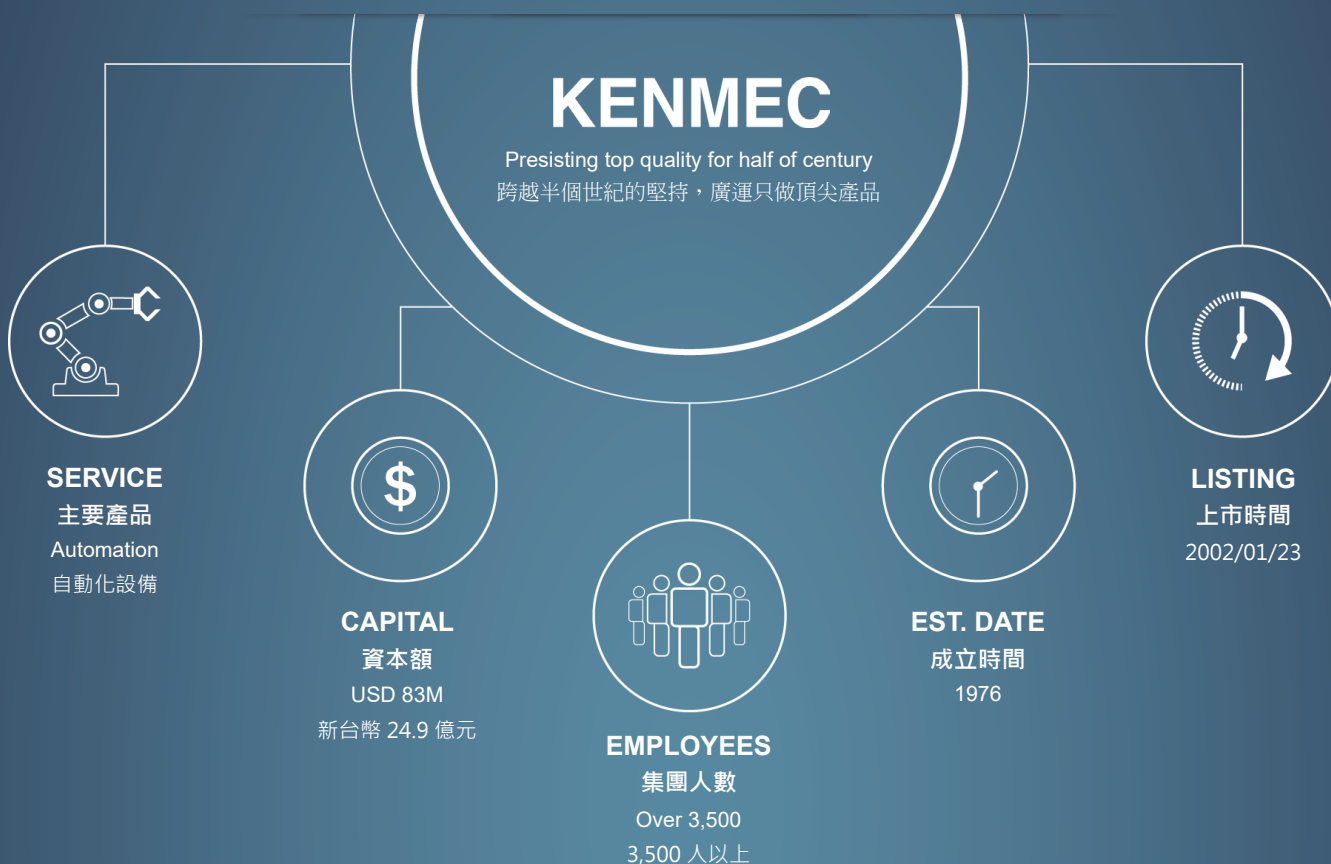 KENMEC
Presisting top quality for half of century
跨越半個世紀的堅持，廣運只做頂尖產品
SERVICE
主要產品
Automation
自動化設備
$
CAPITAL
資本額
USD 83M
新台幣 24.9 億元
EMPLOYEES
集團人數
Over 3,500
3,500 人以上
EST. DATE
成立時間
1976
LISTING
上市時間
2002/01/23